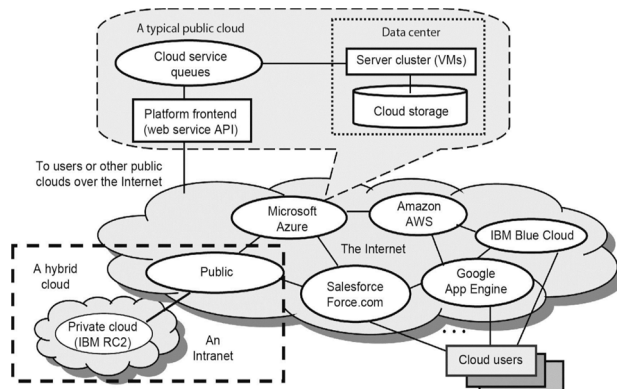 A typical public cloud
Cloud service
queues
Platform frontend
(web service API)
Data center
Server cluster (VMs)
Cloud storage
To users or other public
clouds over the Internet
Microsoft
Azure
Amazon
AWS
IBM Blue Cloud
The Internet
Public
Salesforce
Force.com
Google
App Engine
A hybrid
cloud
Private cloud
(IBM RC2)
An
Intranet
....
Cloud users